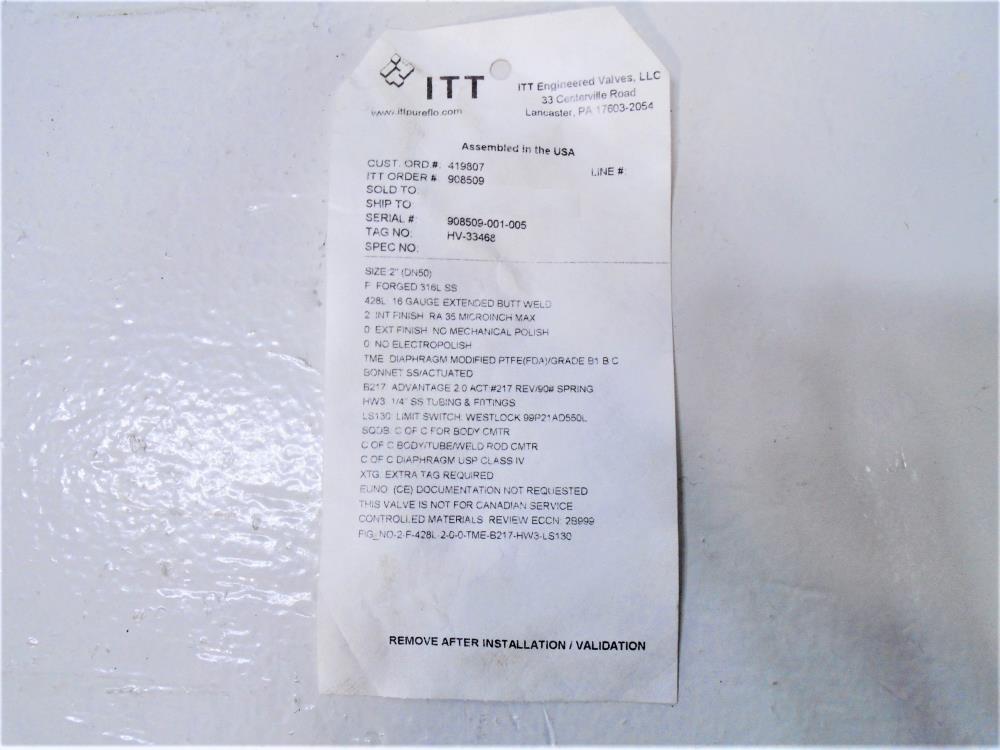 ITT
www.ittpureflo.com
ITT Engineered Valves, LLC
33 Centerville Road
Lancaster, PA 17603-2054
Assembled in the USA
CUST. ORD.#: 419807
LINE #:
ITT ORDER #: 908509
SOLD TO:
SHIP TO:
SERIAL #: 908509-001-005
TAG NO: HV-33468
SPEC NO:
SIZE 2" (DN50)
F: FORGED 316L SS
428L: 16 GAUGE EXTENDED BUTT WELD
2: INT FINISH: RA 35 MICROINCH MAX
0: EXT FINISH: NO MECHANICAL POLISH
0: NO ELECTROPOLISH
TME: DIAPHRAGM MODIFIED PTFE(FDA)/GRADE B1 B C
BONNET SS/ACTUATED
B217: ADVANTAGE 2.0 ACT #217 REV/90# SPRING
HW3: 1/4" SS TUBING & FITTINGS
LS130: LIMIT SWITCH: WESTLOCK 99P21AD550L
C OF C FOR BODY CMTR
C OF C BODY/TUBE/WELD ROD CMTR
C OF C DIAPHRAGM USP CLASS IV
XTG: EXTRA TAG REQUIRED
EUNO: (CE) DOCUMENTATION NOT REQUESTED
THIS VALVE IS NOT FOR CANADIAN SERVICE
CONTROLLED MATERIALS: REVIEW ECCN: 2B999
FIG_NO-2-F-428L-2-0-0-TME-B217-HW3-LS130
REMOVE AFTER INSTALLATION / VALIDATION